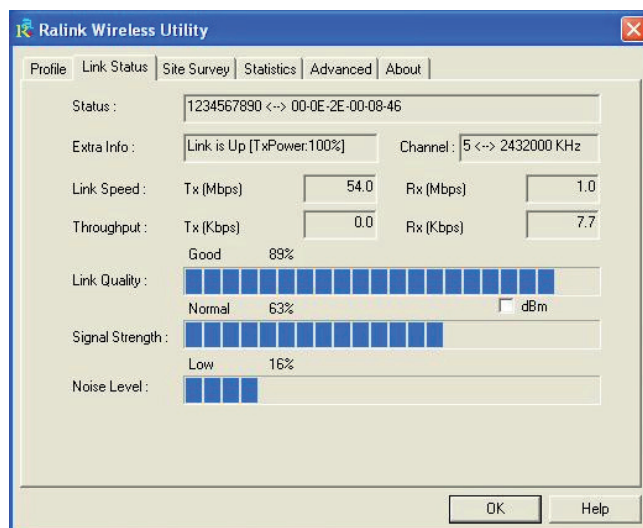 Ralink Wireless Utility
Profile Link Status Site Survey Statistics Advanced About
Status : 1234567890 <--> 00-0E-2E-00-08-46
Extra Info : Link is Up [TxPower:100%] Channel : 5 <--> 2432000 KHz
Link Speed : Tx (Mbps) 54.0 Rx (Mbps) 1.0
Throughput : Tx (Kbps) 0.0 Rx (Kbps) 7.7
Good 89%
Link Quality :
Normal 63% dBm
Signal Strength :
Low 16%
Noise Level :
OK Help